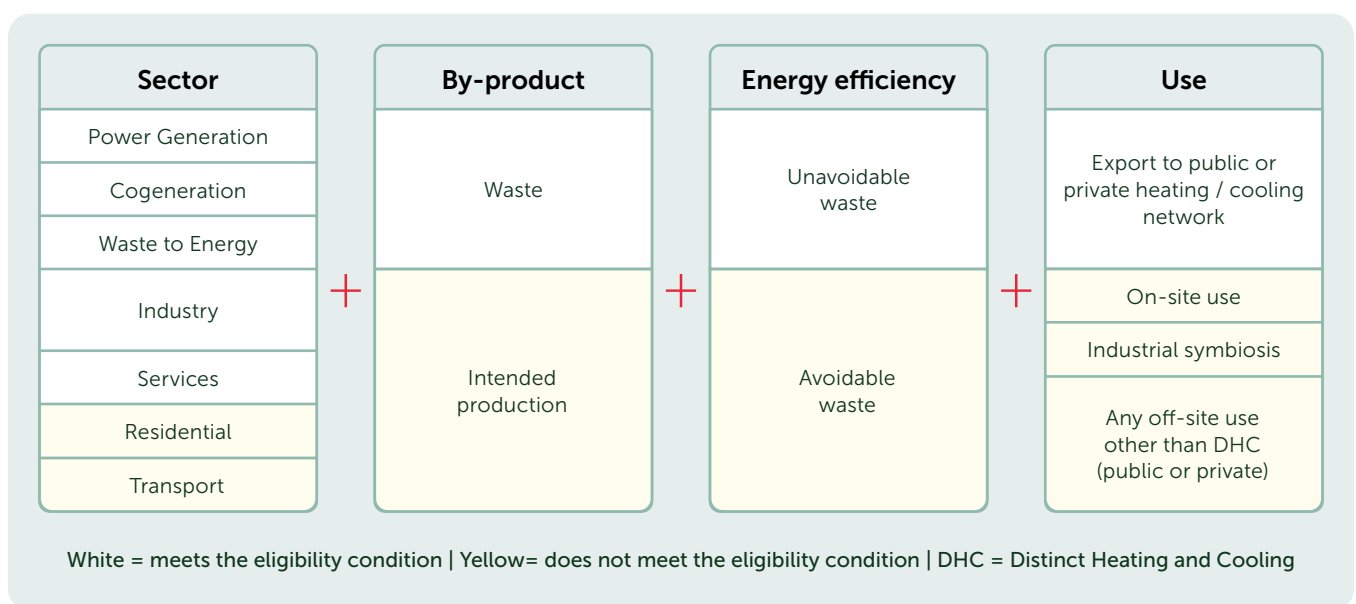 Sector
Power Generation
Cogeneration
Waste to Energy
Industry
Services
Residential
Transport
+
By-product
Waste
Intended
production
+
Energy efficiency
Unavoidable
waste
Avoidable
waste
+
Use
Export to public or
private heating / cooling
network
On-site use
Industrial symbiosis
Any off-site use
other than DHC
(public or private)
White = meets the eligibility condition | Yellow= does not meet the eligibility condition | DHC = Distinct Heating and Cooling